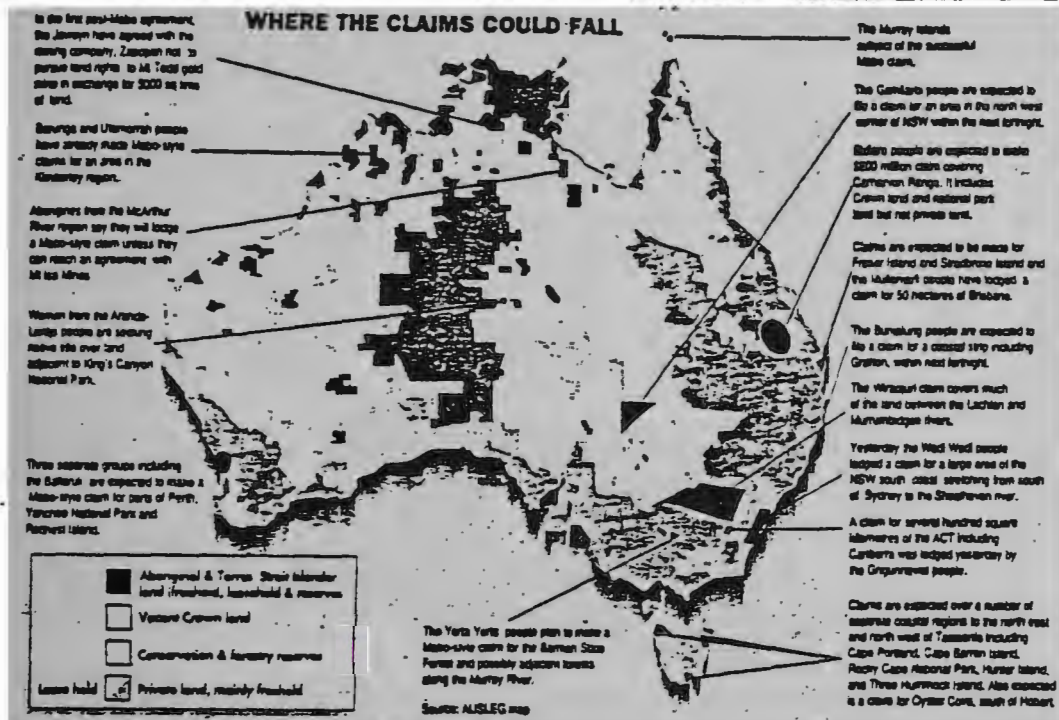 WHERE THE CLAIMS COULD FALL
In the first post-Mabo agreement,
the Jawoyn have agreed with the
mining company, Zapopan not to
pursue land rights to Mt Todd gold
mine in exchange for 3000 sq kms
of land.
people
have already made Mabo-style
claims for an area in the
Kimberley region.
Aborigines from the McArthur
River region say they will lodge
a Mabo-style claim unless they
can reach an agreement with
Mt Isa Mines
Women from the
people are seeking
native title over land
adjacent to King's Canyon
National Park.
Three separate groups including
the are expected to make a
Mabo-style claim for parts of Perth,
Yanchep National Park and
Rottnest Island.
Aboriginal & Torres Strait Islander
land (freehold, leasehold & reserves
Vacant Crown land
Conservation & forestry reserves
Lease hold
Private land, mainly freehold
The Yorta Yorta people plan to make a
Mabo-style claim for the Barmah State
Forest and possibly adjacent forests
along the Murray River.
Source: AUSLEG map
The Murray Islands
subject of the successful
Mabo claim.
The people are expected to
file a claim for an area in the north west
corner of NSW within the next fortnight.
people are expected to make
million claim covering
Carnarvon Range. It includes
Crown land and national park
land but not private land.
Claims are expected to be made for
Fraser Island and Stradbroke Island and
the people have lodged a
claim for 50 hectares of Brisbane.
The people are expected to
file a claim for a coastal strip including
Grafton, within next fortnight.
The claim covers much
of the land between the Lachlan and
Murrumbidgee rivers.
Yesterday the Wadi Wadi people
lodged a claim for a large area of the
NSW south coast stretching from south
of Sydney to the Shoalhaven river.
A claim for several hundred square
kilometres of the ACT including
Canberra was lodged yesterday by
the people.
Claims are expected over a number of
separate coastal regions to the north east
and north west of Tasmania including
Cape Portland, Cape Barren Island,
Rocky Cape National Park, Hunter Island,
and Three Hummock Island. Also expected
is a claim for Oyster Cove, south of Hobart.